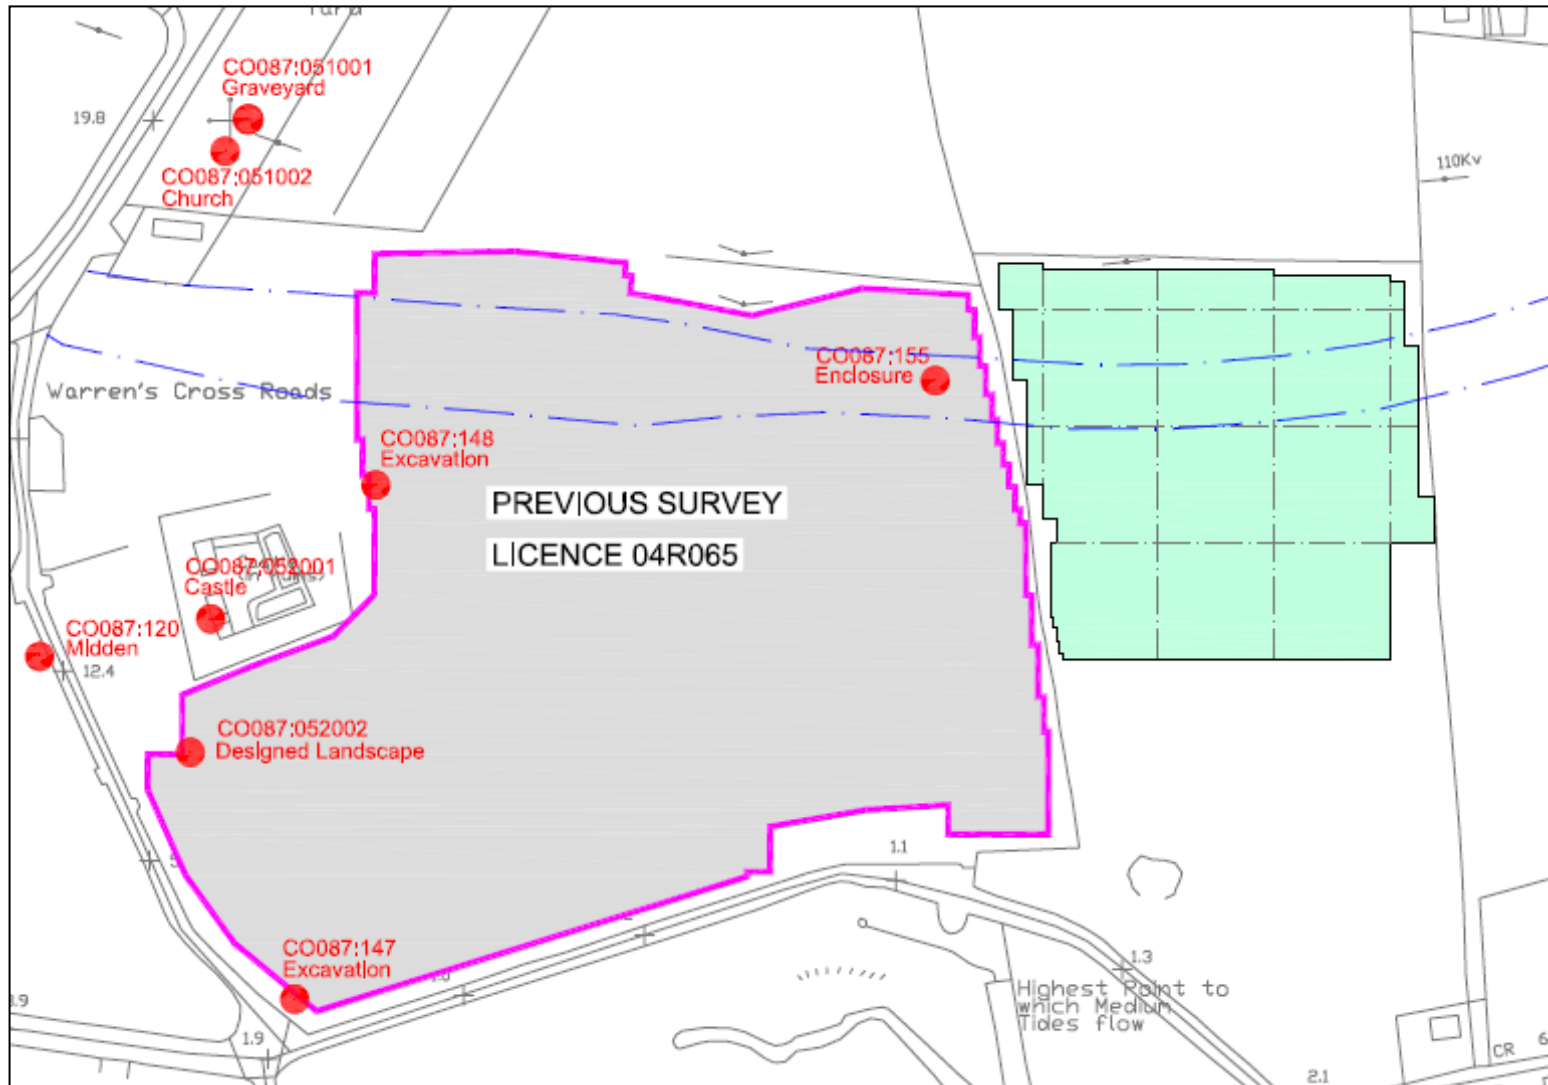 CO087:051001
Graveyard
19.8
CO087:051002
Church
110Kv
CO087:155
Enclosure
Warren's Cross Roads
CO087:148
Excavation
PREVIOUS SURVEY
LICENCE 04R065
CO087:052001
Castle
CO087:120
Midden
12.4
CO087:052002
Designed Landscape
1.1
CO087:147
Excavation
1.3
Highest Point to
which Medium
Tides flow
1.9
CR
2.1